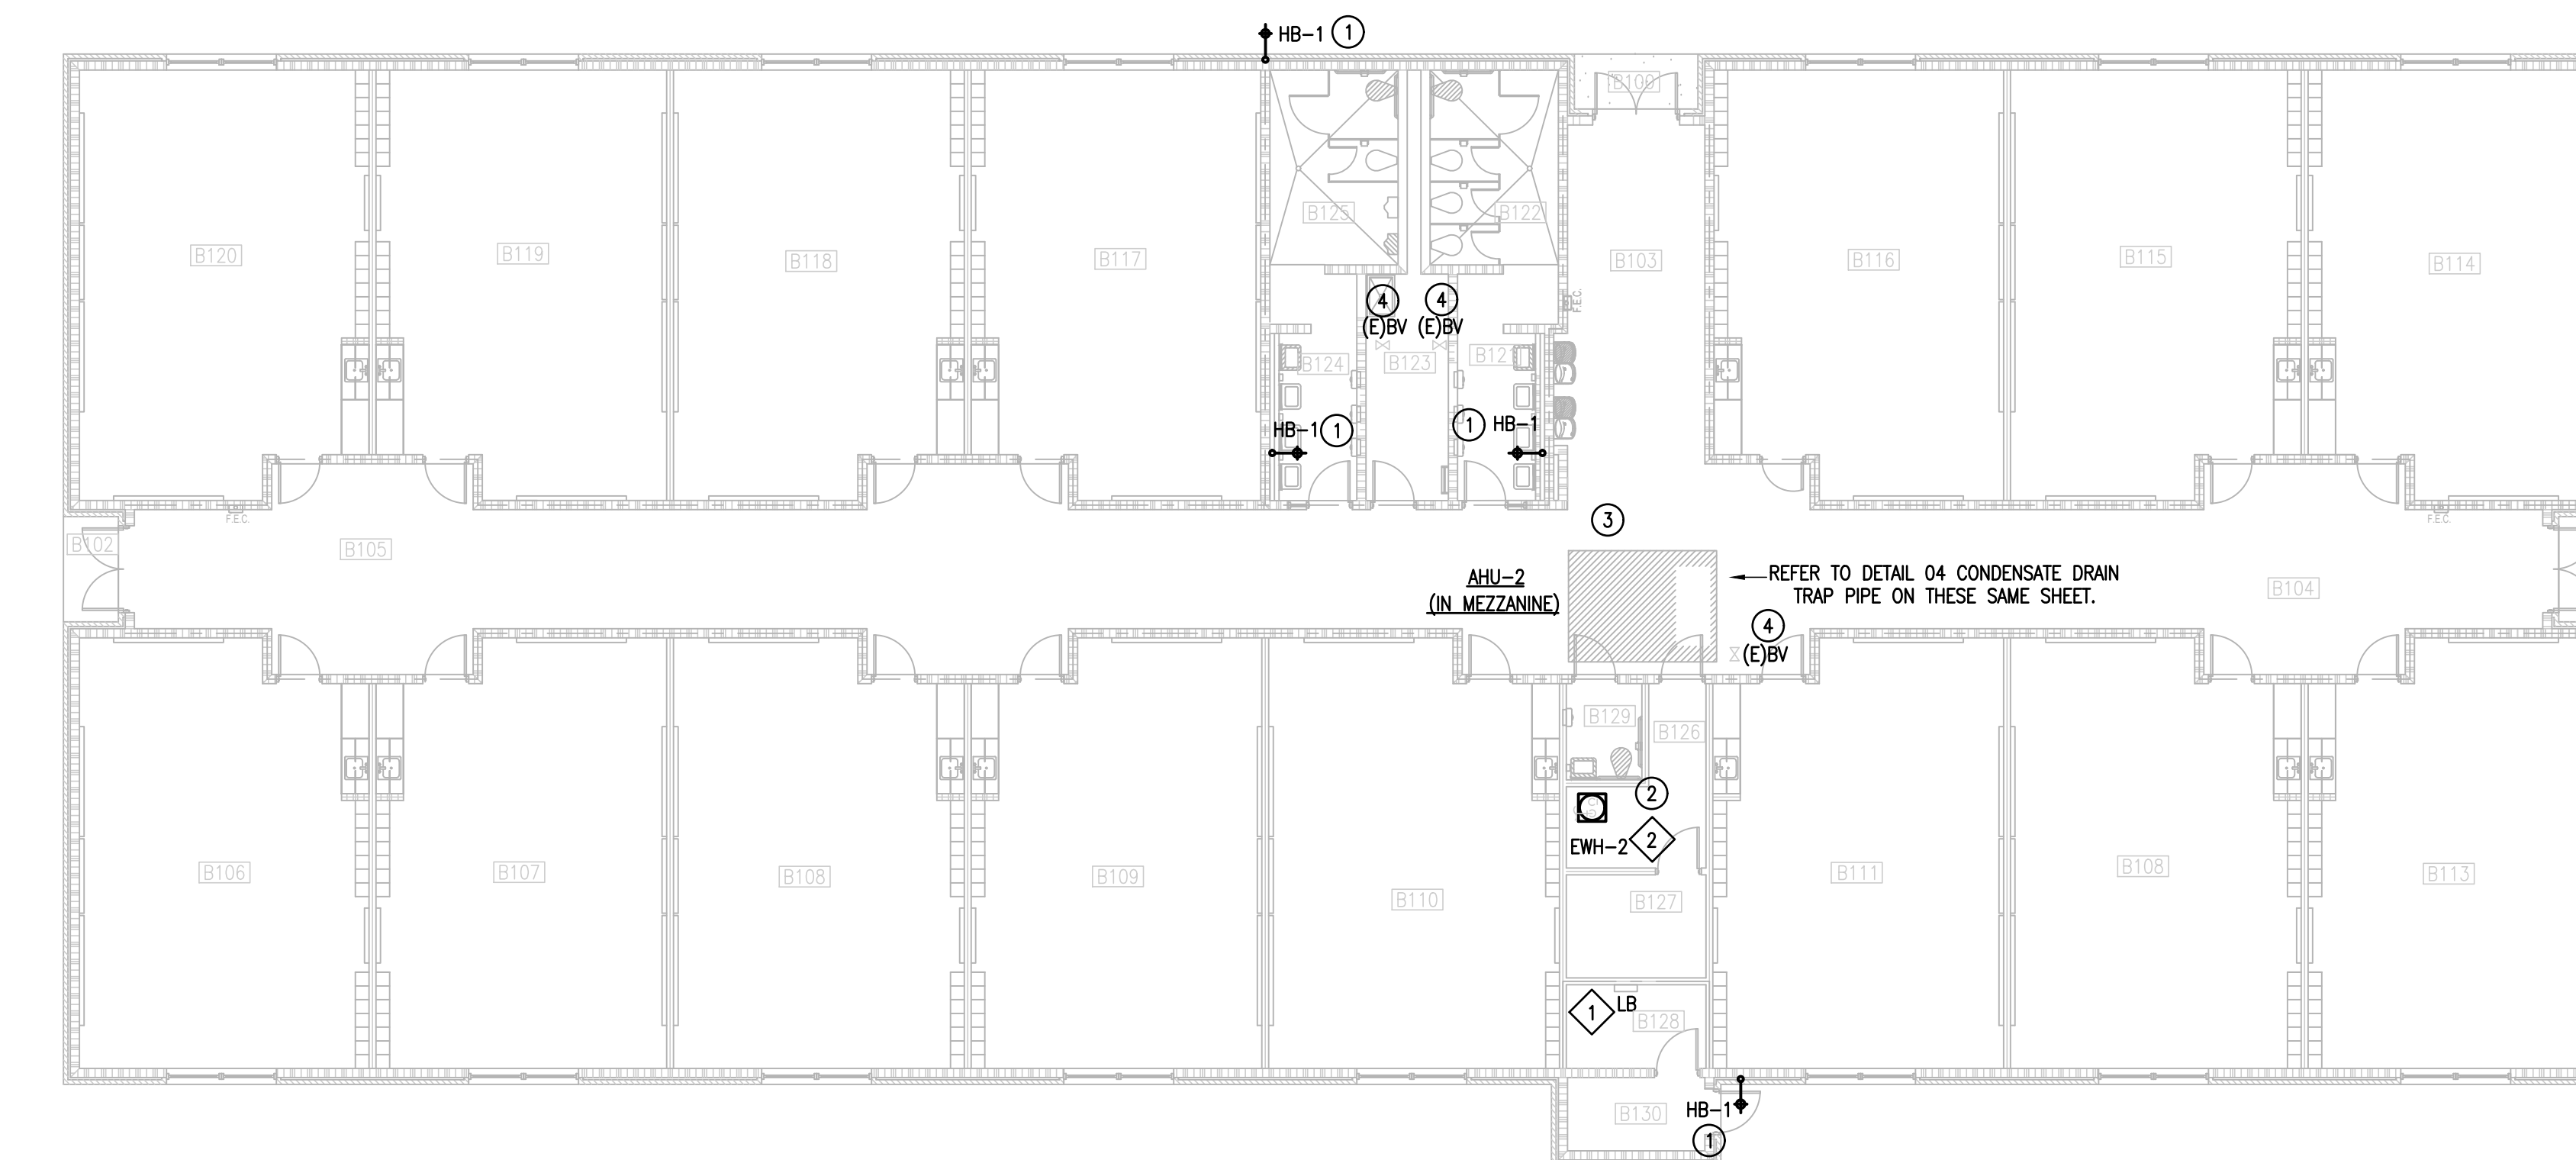 HB-1 1
B100
B120
B119
B118
B117
B125
B122
B103
B116
B115
B114
4
(E)BV
4
(E)BV
F.E.C.
B124
B123
B121
HB-1 1
1 HB-1
F.E.C.
3
F.E.C.
B102
B105
AHU-2
(IN MEZZANINE)
REFER TO DETAIL 04 CONDENSATE DRAIN
TRAP PIPE ON THESE SAME SHEET.
B104
4
(E)BV
B129
B126
2
EWH-2 2
B106
B107
B108
B109
B110
B127
B111
B108
B113
1 LB
B128
B130
HB-1
1